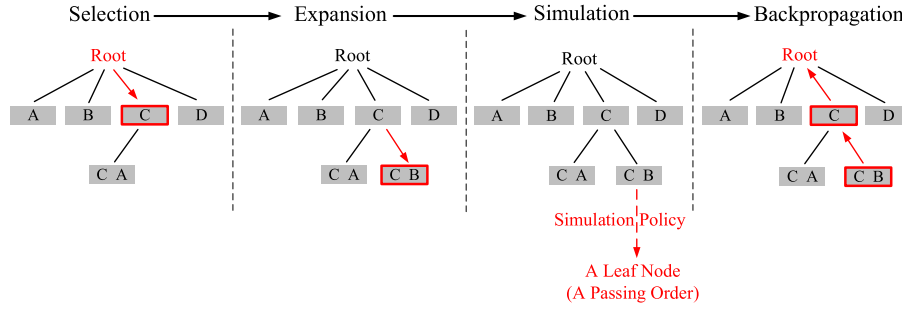 Selection Expansion Simulation Backpropagation
Root Root Root Root
A B C D A B C D A B C D A B C D
C A C A C B C A C B C A C B
Simulation Policy
A Leaf Node
(A Passing Order)